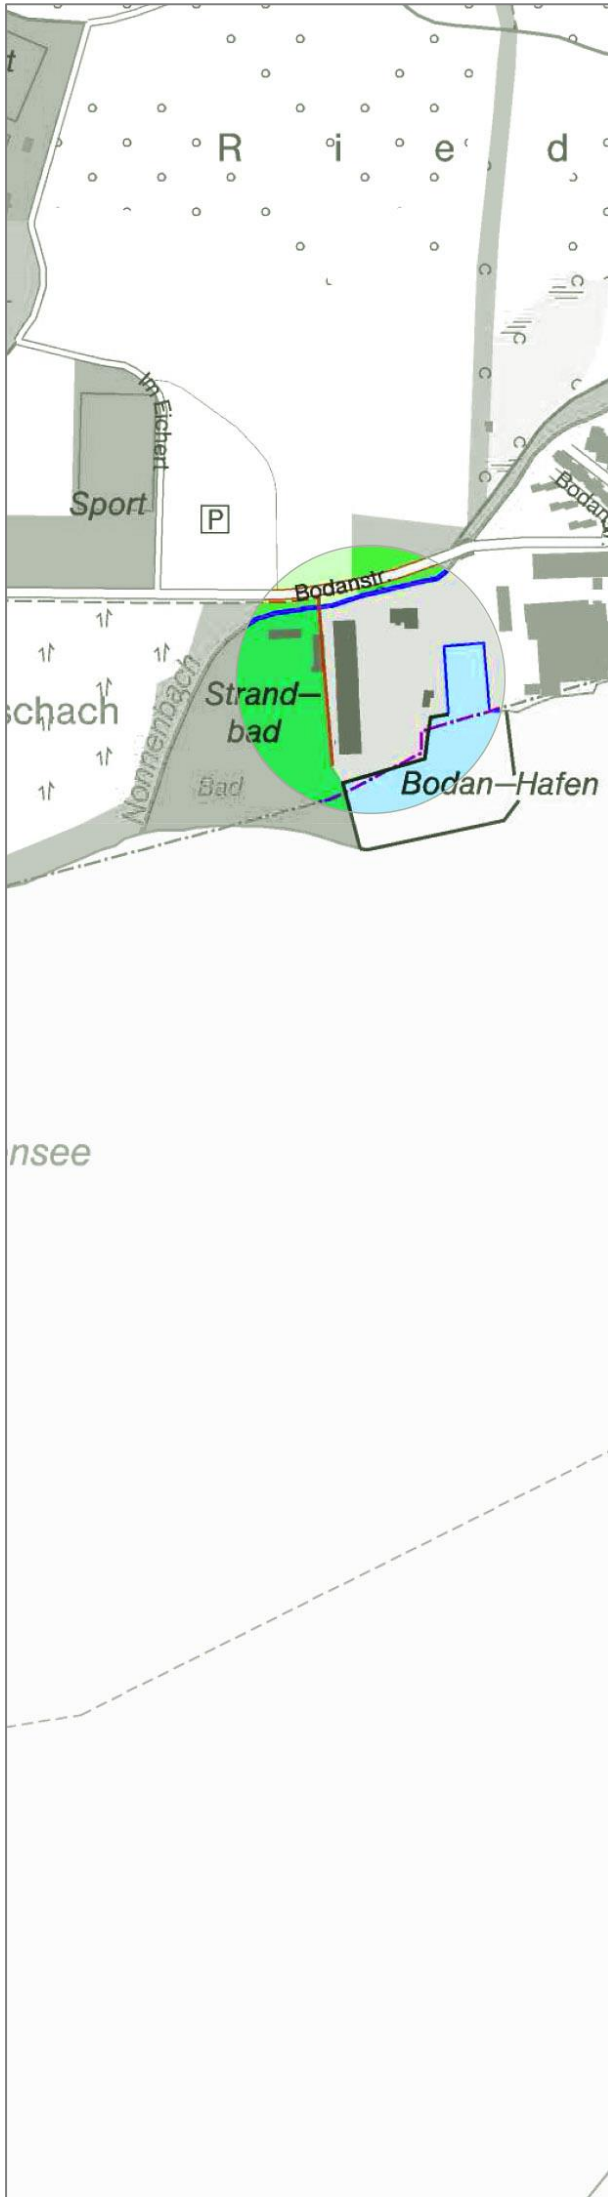 t
R i e d
Im Eichert
Sport
P
Bodan
Bodanstr.
Nonnenbach
schach
Strand–
bad
Bad
Bodan–Hafen
nsee